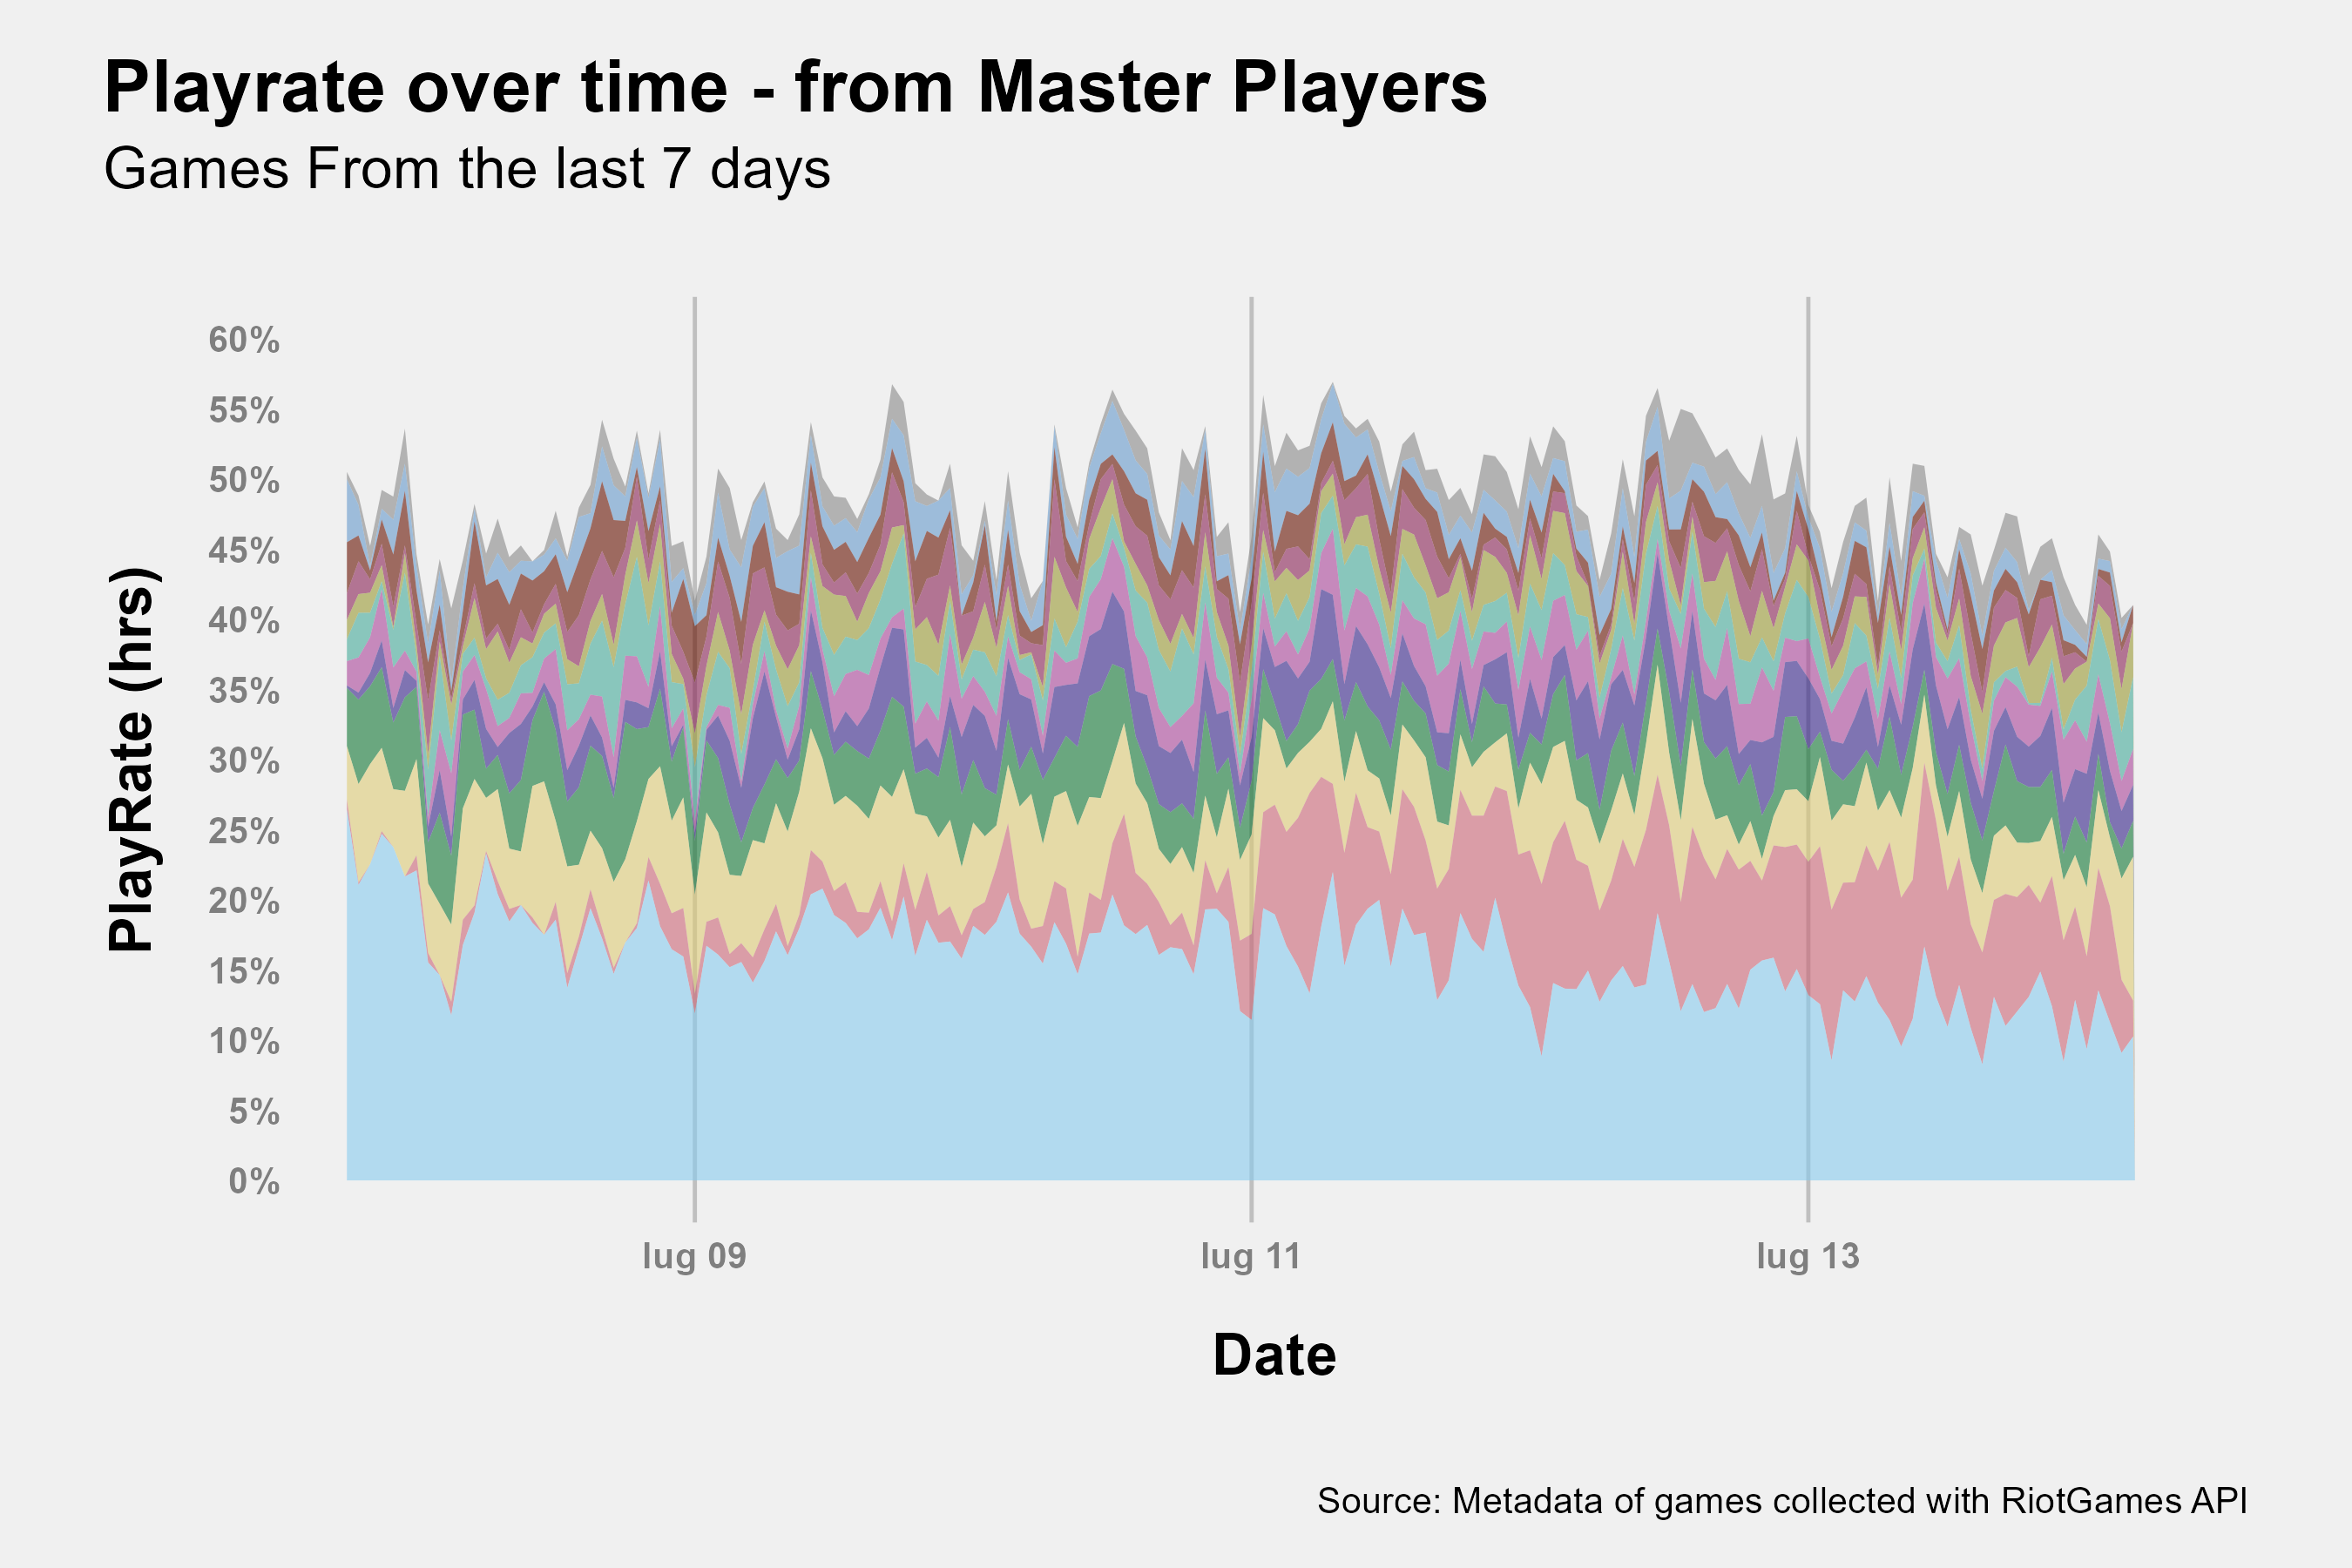 Playrate over time - from Master Players
Games From the last 7 days
PlayRate (hrs)
60%
55%
50%
45%
40%
35%
30%
25%
20%
15%
10%
5%
0%
lug 09
lug 11
lug 13
Date
Source: Metadata of games collected with RiotGames API